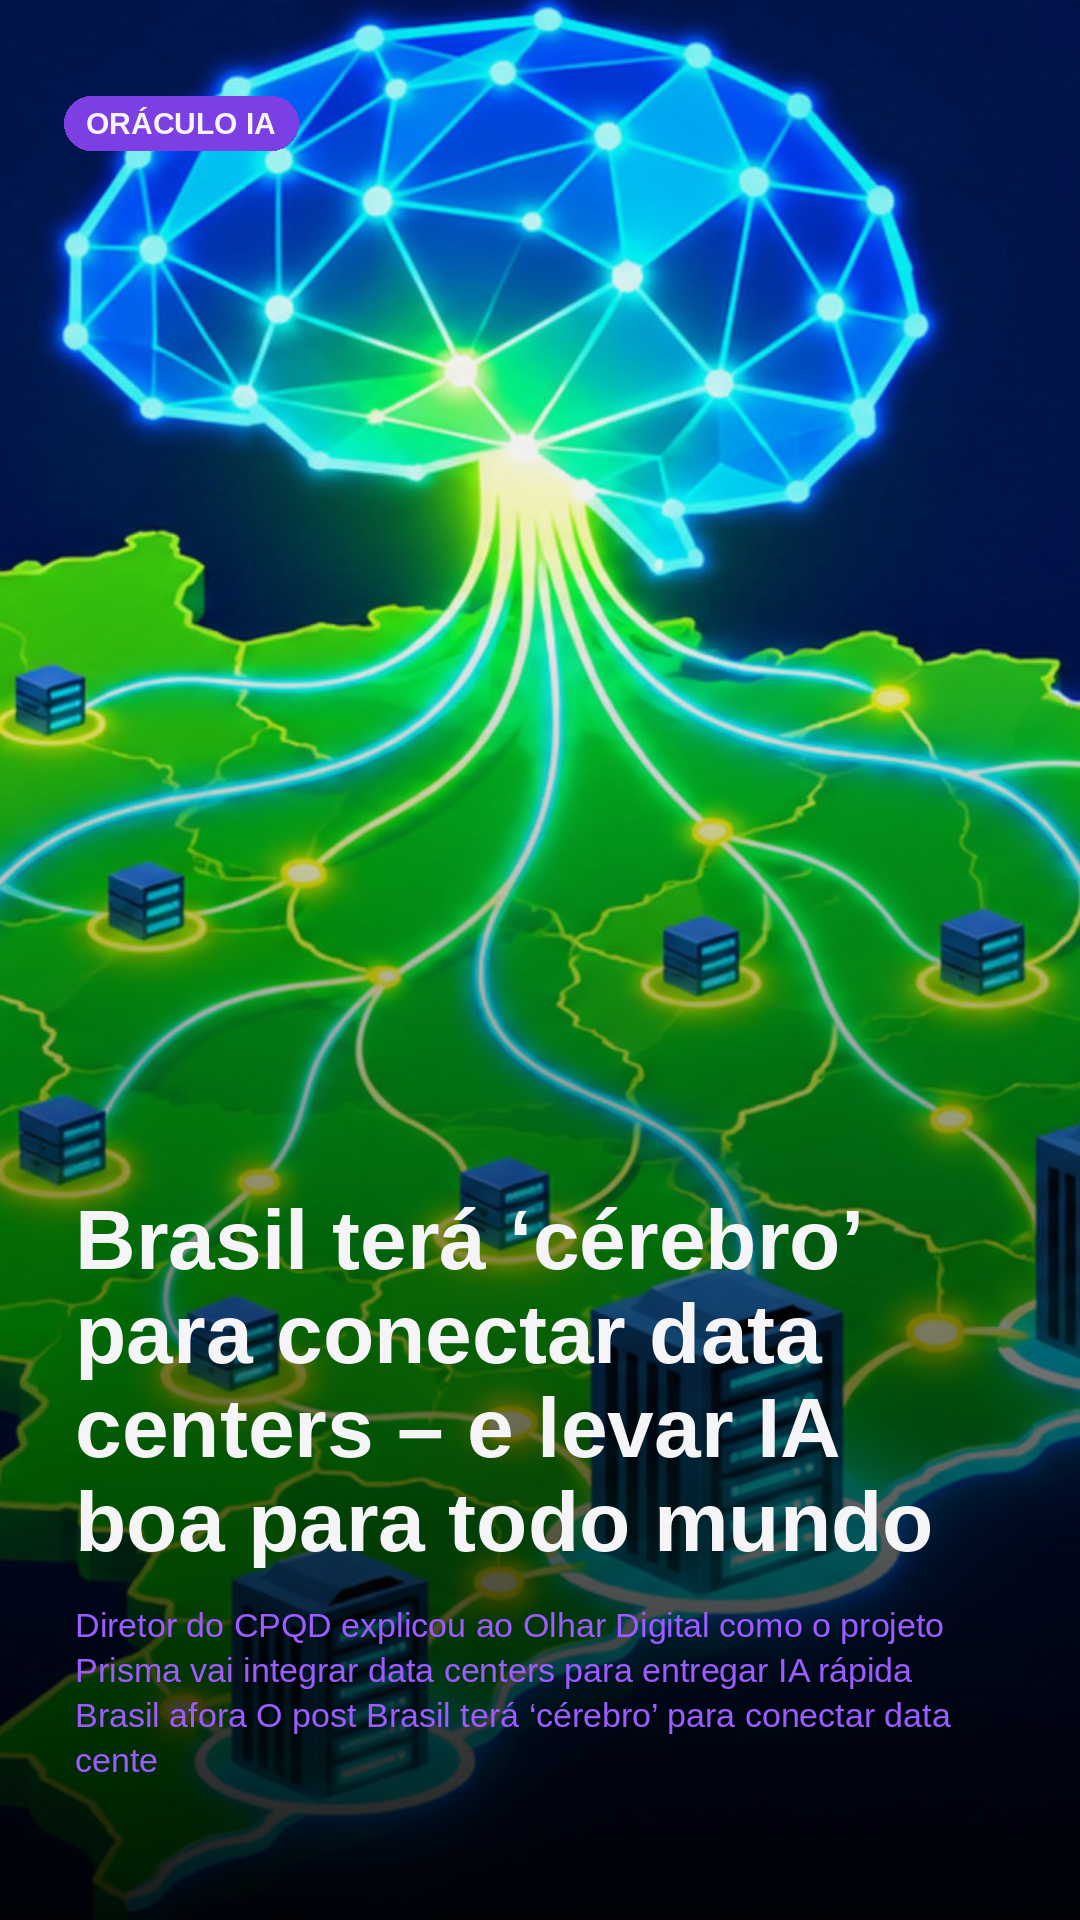 ORÁCULO IA
Brasil terá ‘cérebro’
para conectar data
centers – e levar IA
boa para todo mundo
Diretor do CPQD explicou ao Olhar Digital como o projeto
Prisma vai integrar data centers para entregar IA rápida
Brasil afora O post Brasil terá ‘cérebro’ para conectar data
cente